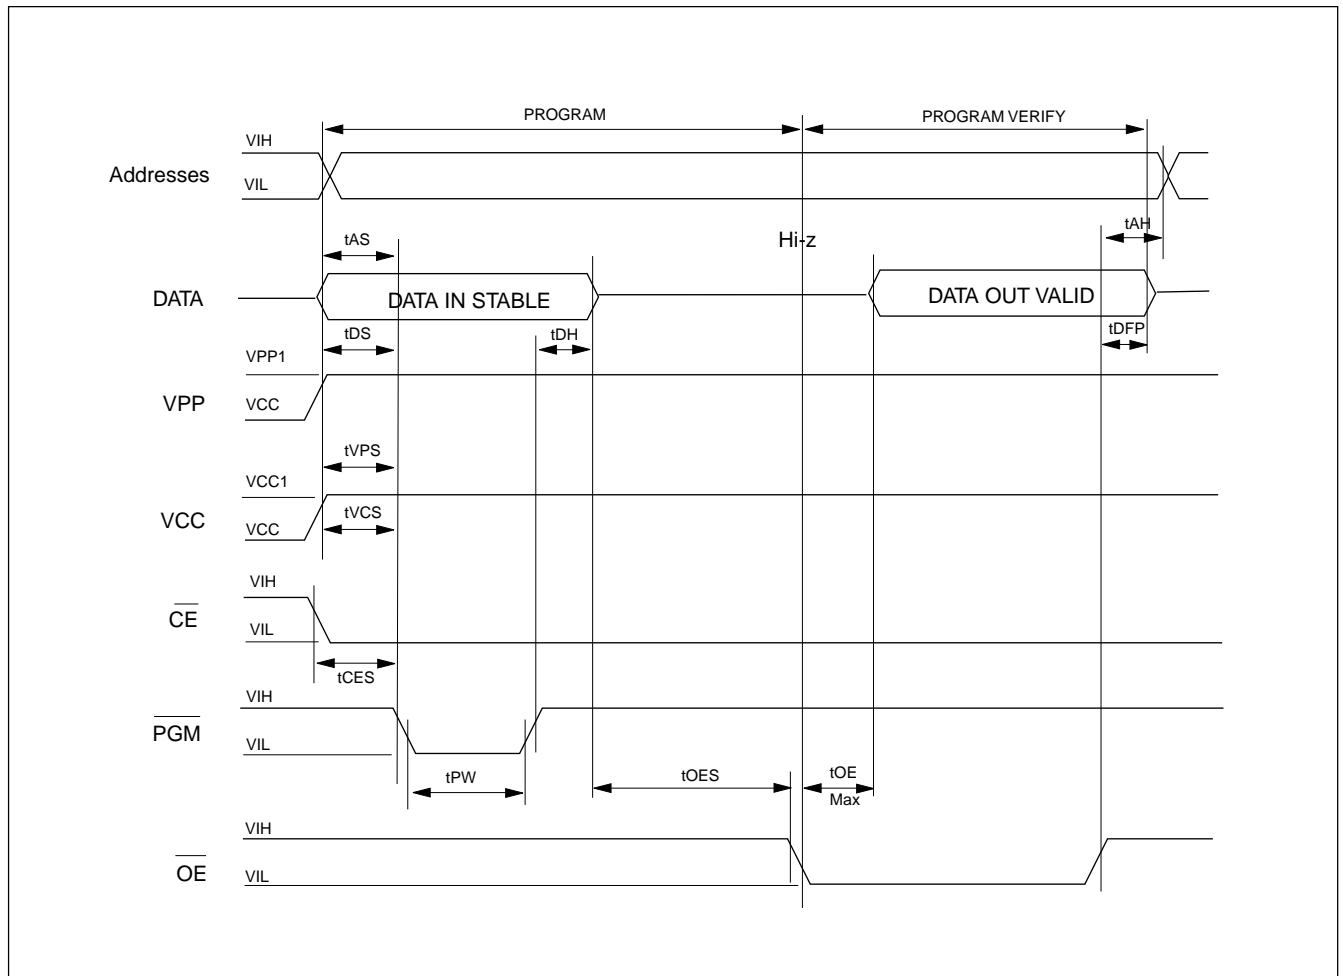 PROGRAM PROGRAM VERIFY
VIH
Addresses
VIL
tAS Hi-z tAH
DATA DATA IN STABLE DATA OUT VALID
tDS tDH tDFP
VPP1
VPP VCC
tVPS
VCC1
VCC tVCS
VCC
VIH
CE
VIL
tCES
VIH
PGM
VIL
tPW tOES tOE
Max
VIH
OE
VIL